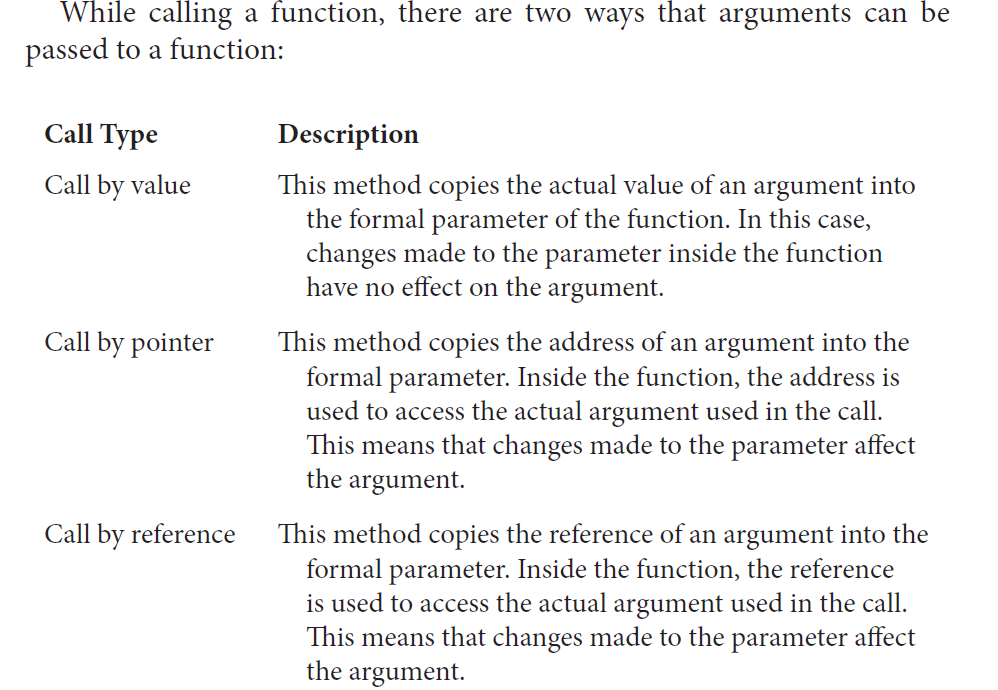 While calling a function, there are two ways that arguments can be
passed to a function:
Call Type Description
Call by value This method copies the actual value of an argument into
the formal parameter of the function. In this case,
changes made to the parameter inside the function
have no effect on the argument.
Call by pointer This method copies the address of an argument into the
formal parameter. Inside the function, the address is
used to access the actual argument used in the call.
This means that changes made to the parameter affect
the argument.
Call by reference This method copies the reference of an argument into the
formal parameter. Inside the function, the reference
is used to access the actual argument used in the call.
This means that changes made to the parameter affect
the argument.